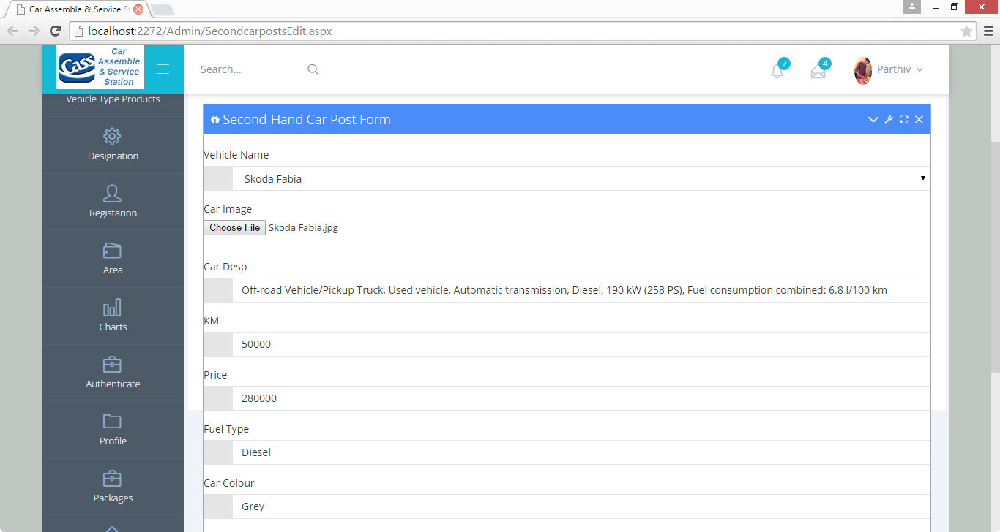 Car Assemble & Service St
localhost:2272/Admin/SecondcarpostsEdit.aspx
Cass
Car
Assemble
& Service
Station
Search...
7
4
Parthiv
Vehicle Type Products
Designation
Registarion
Area
Charts
Authenticate
Profile
Packages
Second-Hand Car Post Form
Vehicle Name
Skoda Fabia
Car Image
Choose File Skoda Fabia.jpg
Car Desp
Off-road Vehicle/Pickup Truck, Used vehicle, Automatic transmission, Diesel, 190 kW (258 PS), Fuel consumption combined: 6.8 l/100 km
KM
50000
Price
280000
Fuel Type
Diesel
Car Colour
Grey